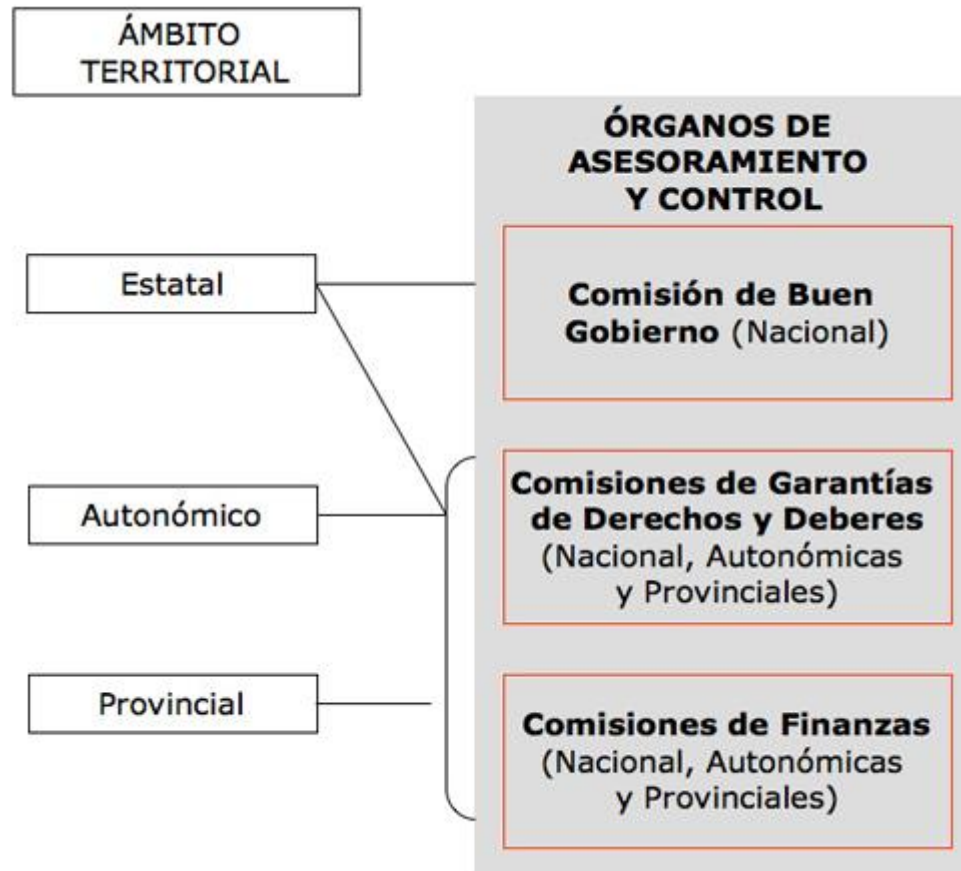 ÁMBITO
TERRITORIAL
ÓRGANOS DE
ASESORAMIENTO
Y CONTROL
Estatal
Comisión de Buen
Gobierno (Nacional)
Autonómico
Comisiones de Garantías
de Derechos y Deberes
(Nacional, Autonómicas
y Provinciales)
Provincial
Comisiones de Finanzas
(Nacional, Autonómicas
y Provinciales)